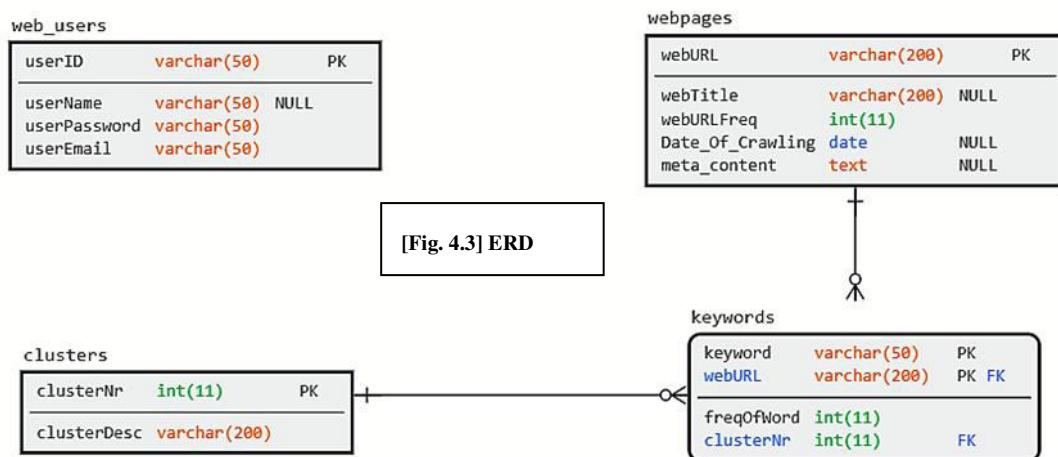 web_users
userID varchar(50) PK
userName varchar(50) NULL
userPassword varchar(50)
userEmail varchar(50)
webpages
webURL varchar(200) PK
webTitle varchar(200) NULL
webURLFreq int(11)
Date_Of_Crawling date NULL
meta_content text NULL
[Fig. 4.3] ERD
clusters
clusterNr int(11) PK
clusterDesc varchar(200)
keywords
keyword varchar(50) PK
webURL varchar(200) PK FK
freqOfWord int(11)
clusterNr int(11) FK